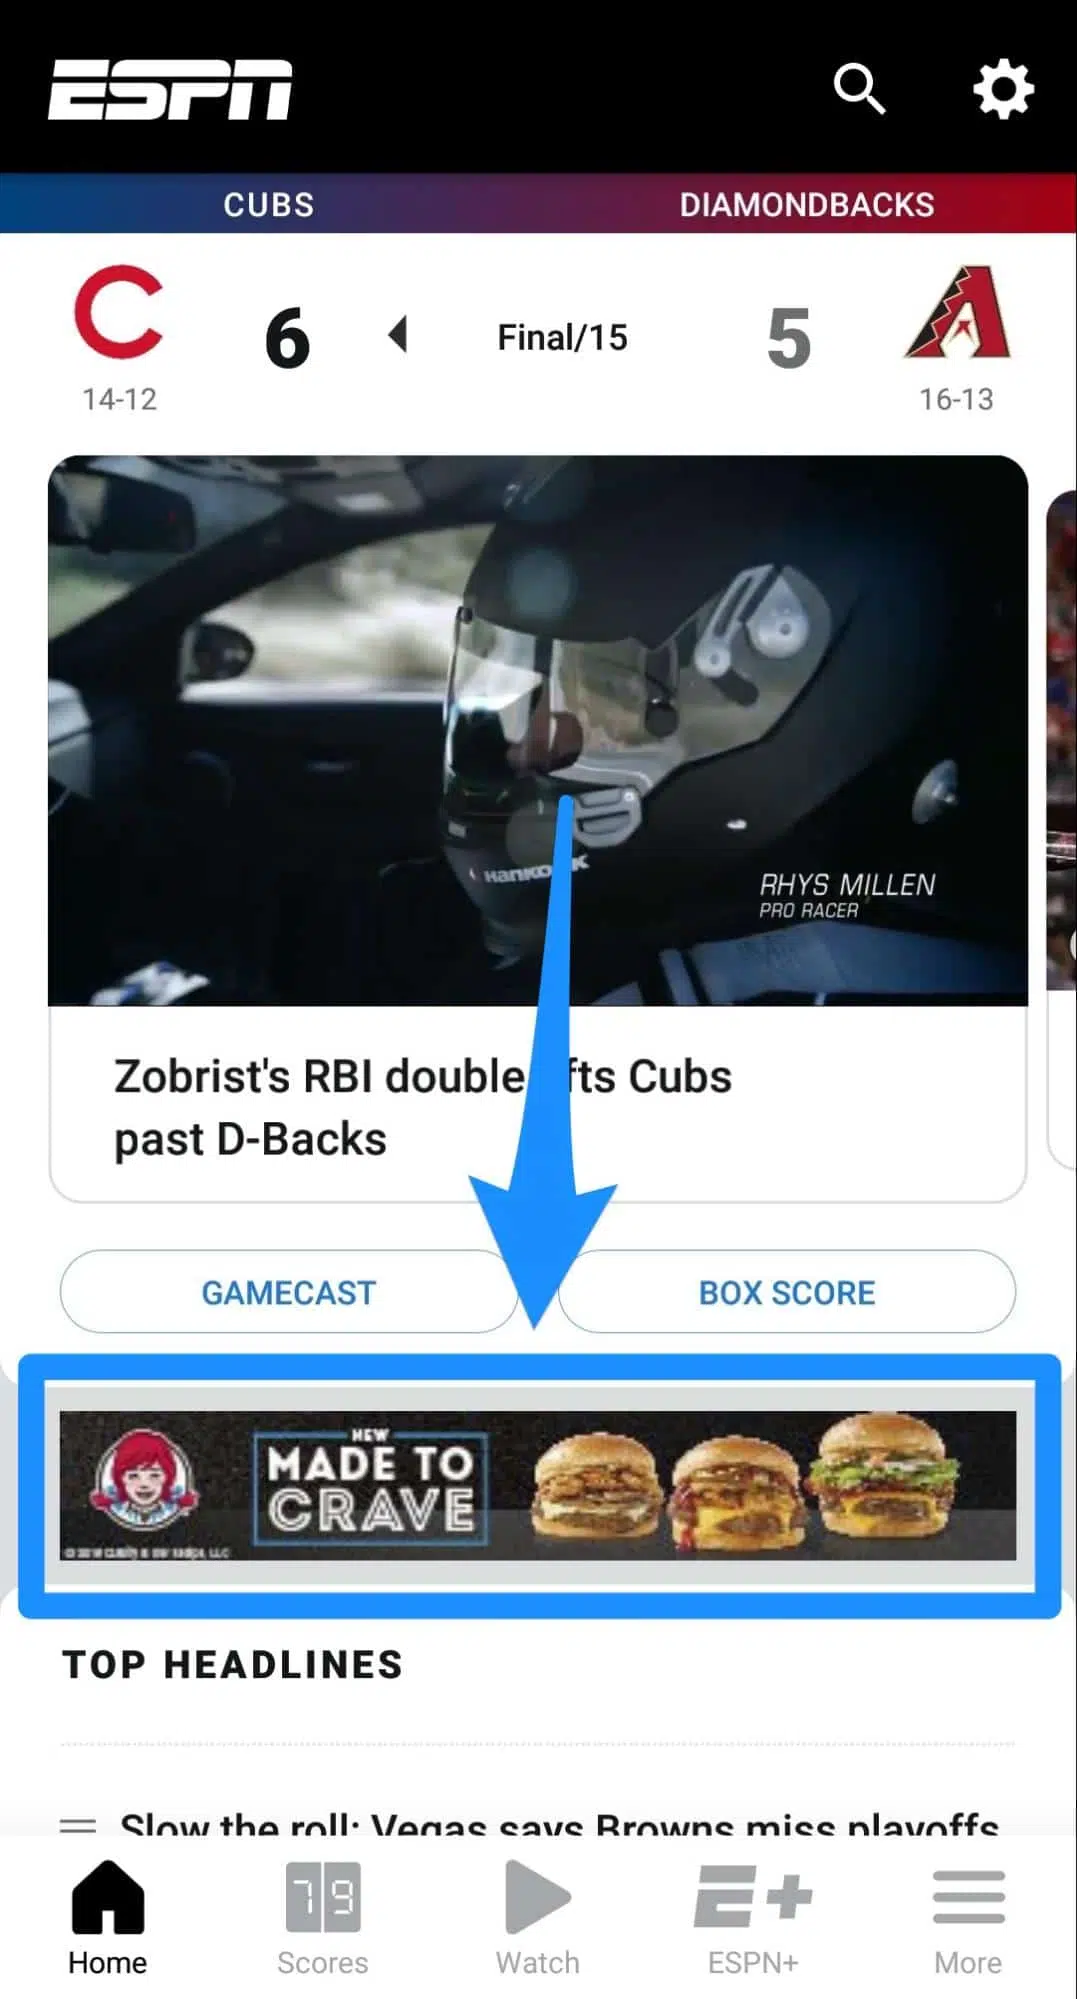 ESPN
CUBS DIAMONDBACKS
6 Final/15 5
14-12 16-13
HANKOOK
RHYS MILLEN
PRO RACER
Zobrist's RBI double fts Cubs
past D-Backs
GAMECAST BOX SCORE
NEW
MADE TO
CRAVE
TOP HEADLINES
Slow the roll: Vegas says Browns miss playoffs
79 E+
Home Scores Watch ESPN+ More